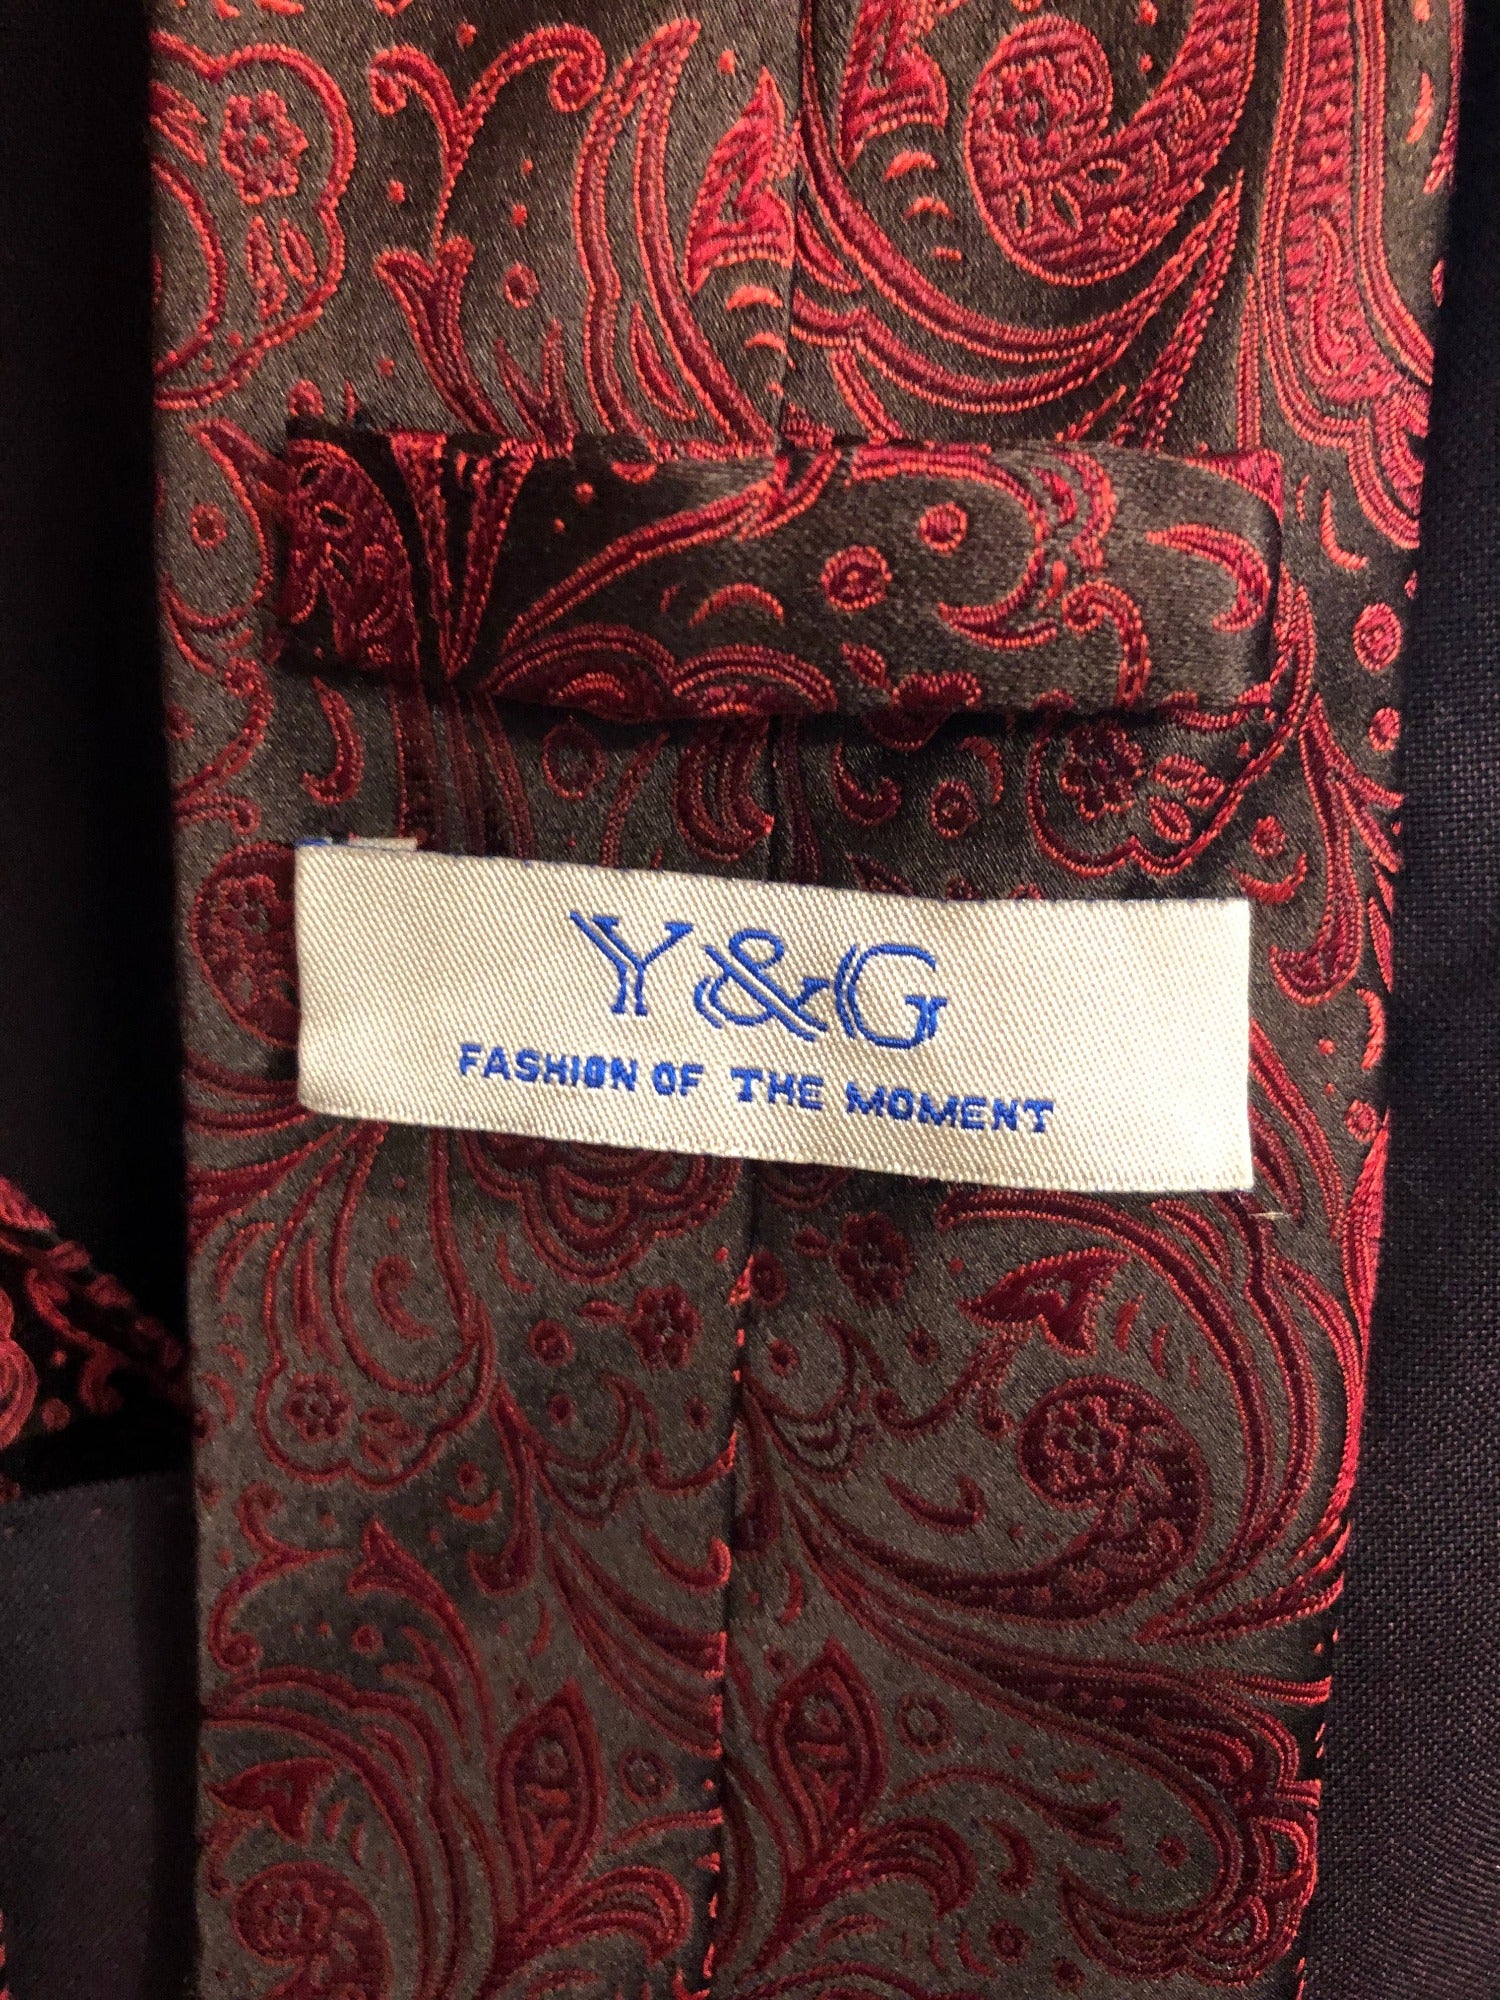 Y&G
FASHION OF THE MOMENT